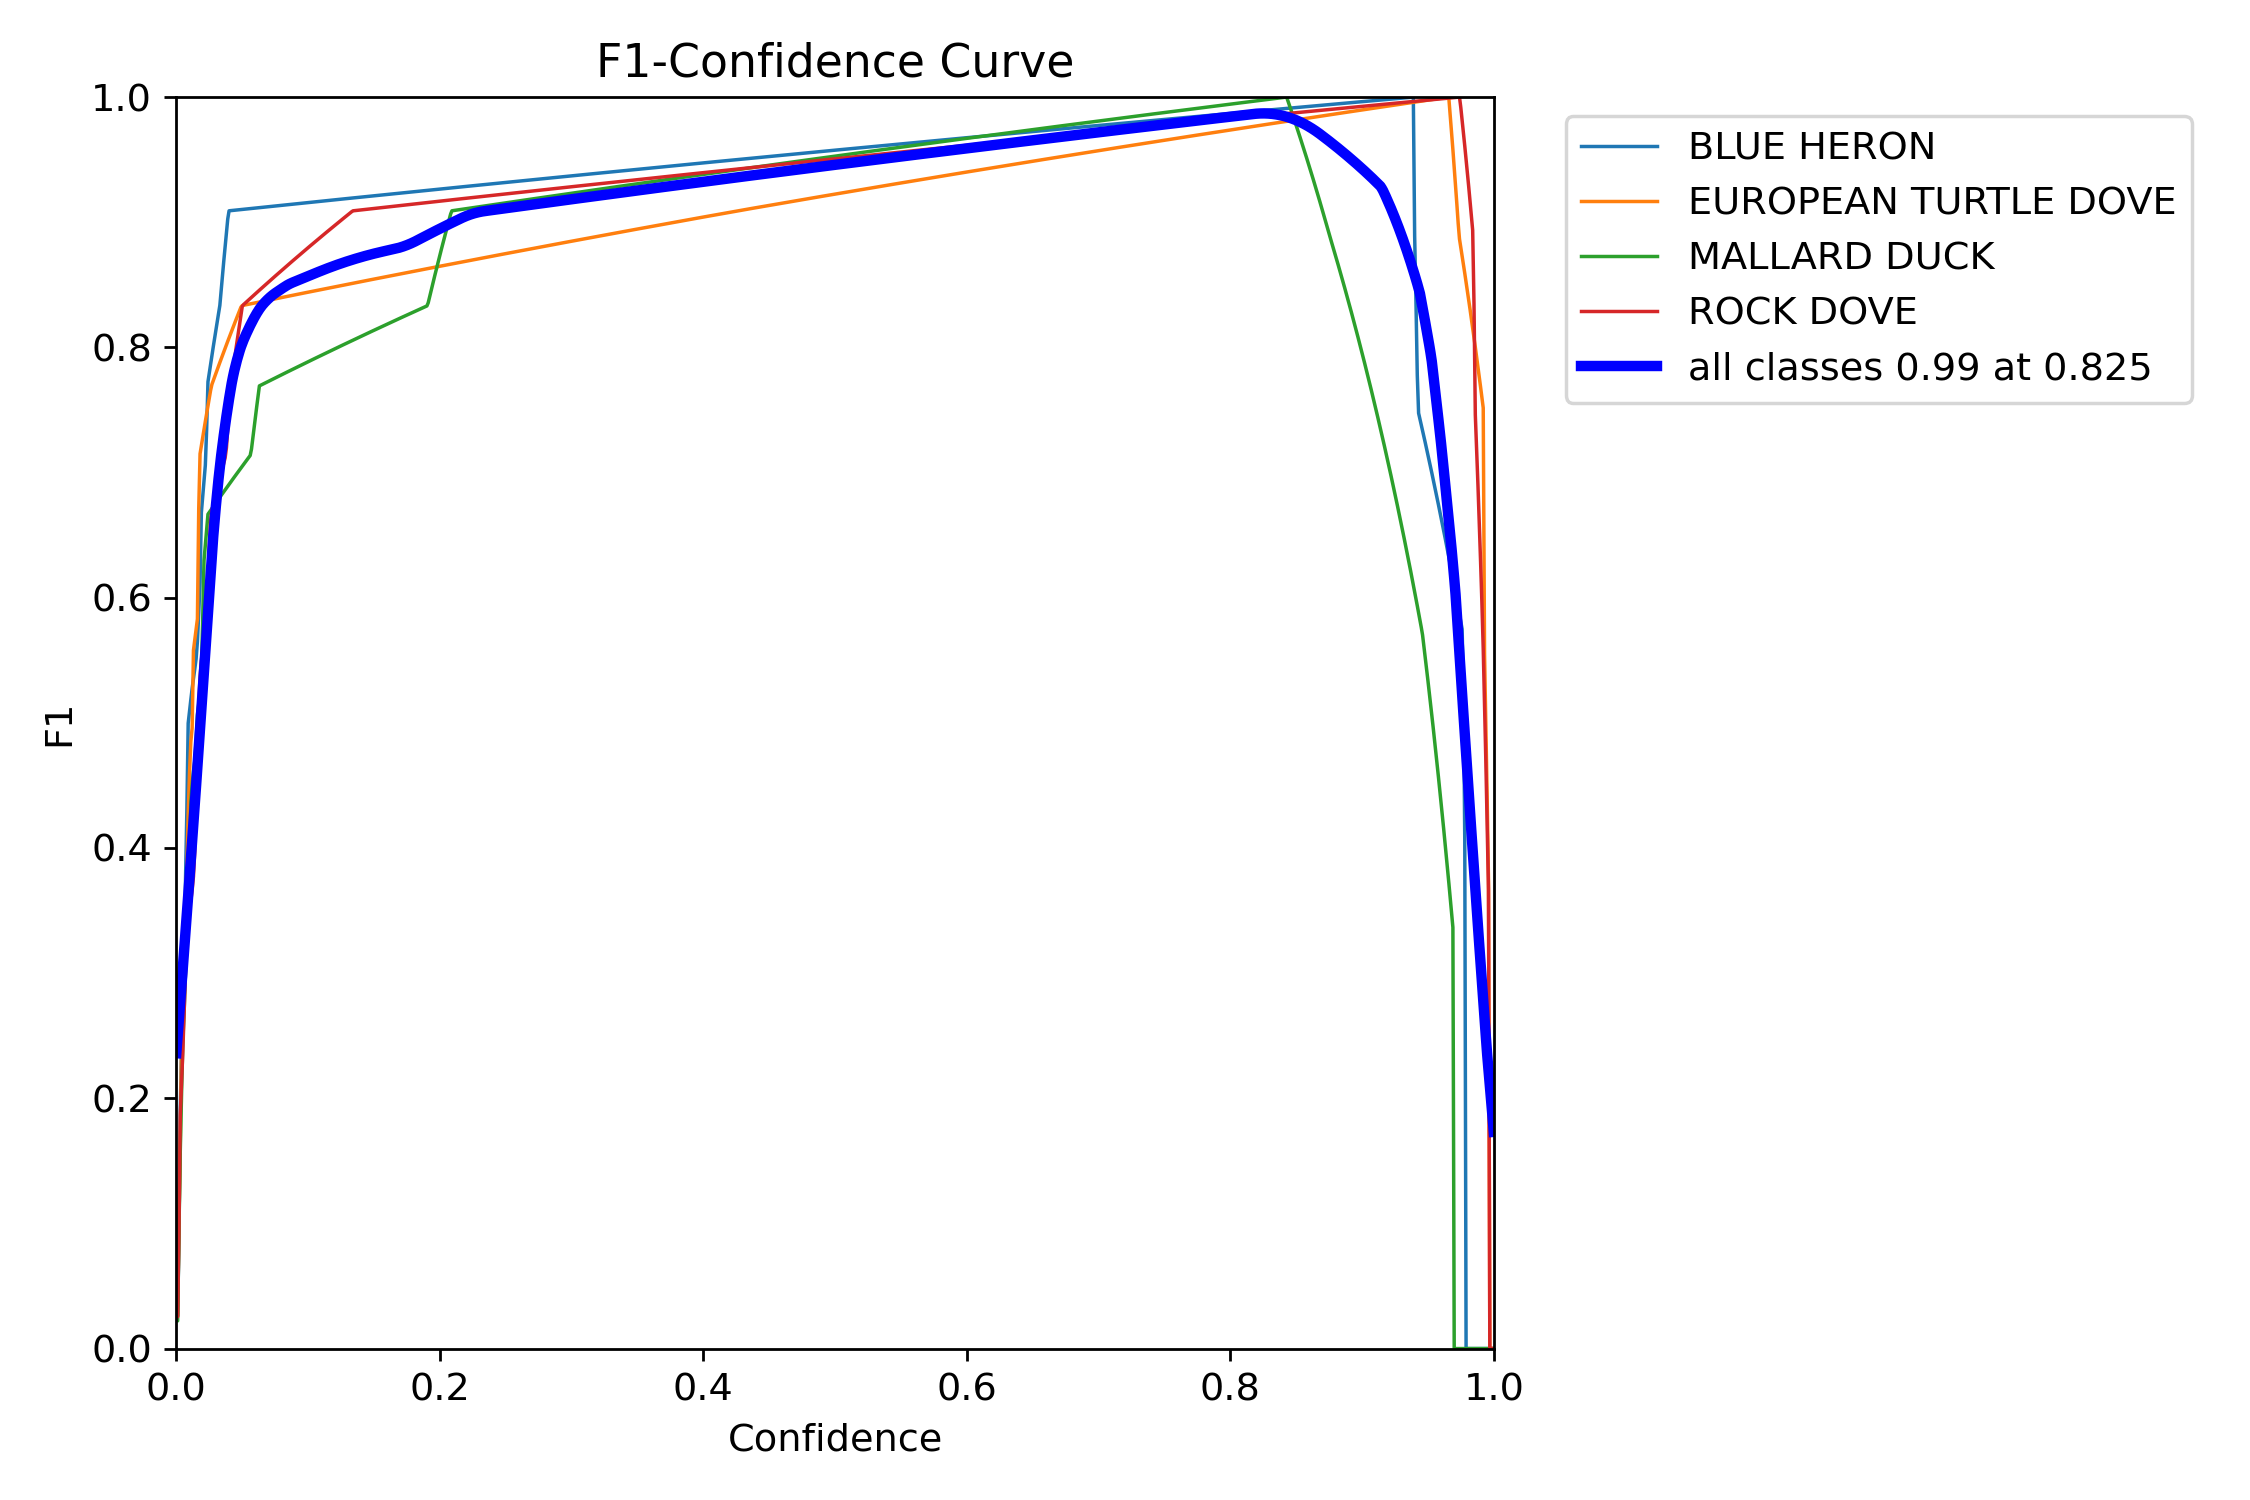 F1-Confidence Curve
1.0
0.8
0.6
0.4
0.2
0.0
F1
0.0 0.2 0.4 0.6 0.8 1.0
Confidence
BLUE HERON
EUROPEAN TURTLE DOVE
MALLARD DUCK
ROCK DOVE
all classes 0.99 at 0.825